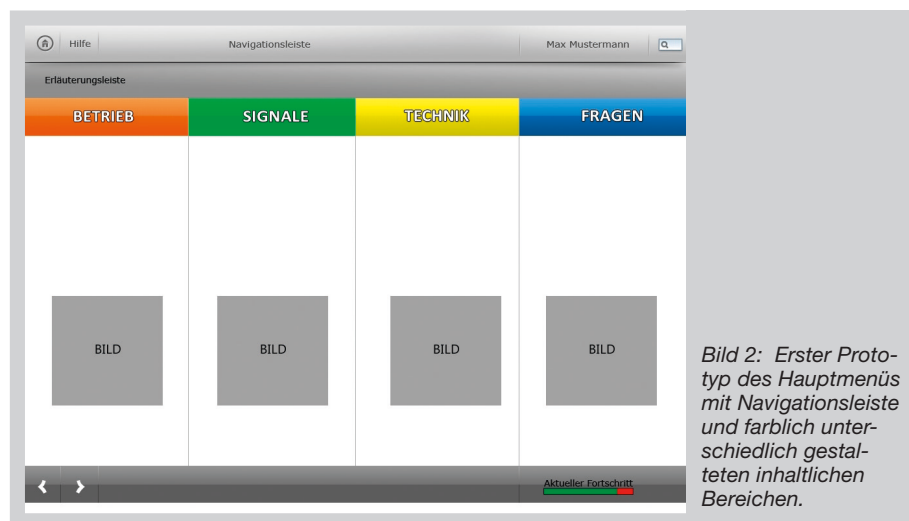 Hilfe Navigationsleiste Max Mustermann
Erläuterungsleiste
BETRIEB SIGNALE TECHNIK FRAGEN
BILD BILD BILD BILD
Aktueller Fortschritt
Bild 2: Erster Proto-
typ des Hauptmenüs
mit Navigationsleiste
und farblich unter-
schiedlich gestal-
teten inhaltlichen
Bereichen.